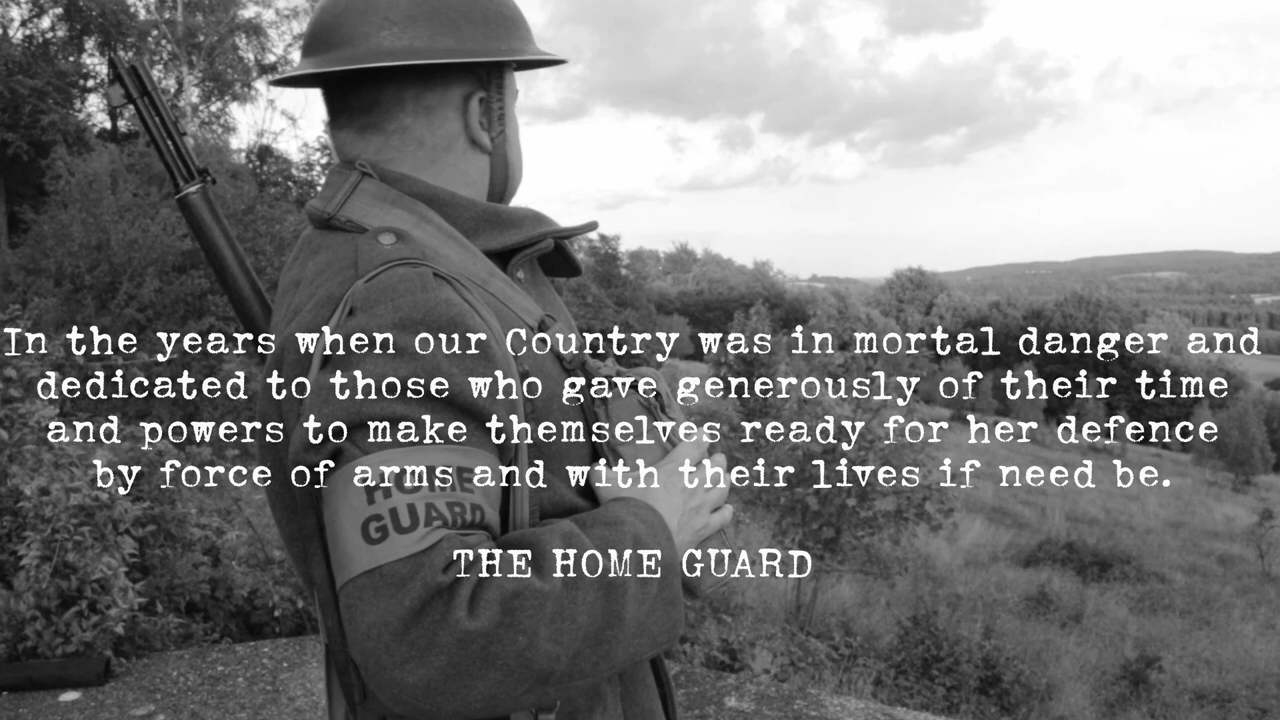 In the years when our Country was in mortal danger and
dedicated to those who gave generously of their time
and powers to make themselves ready for her defence
by force of arms and with their lives if need be.
HOME
GUARD
THE HOME GUARD